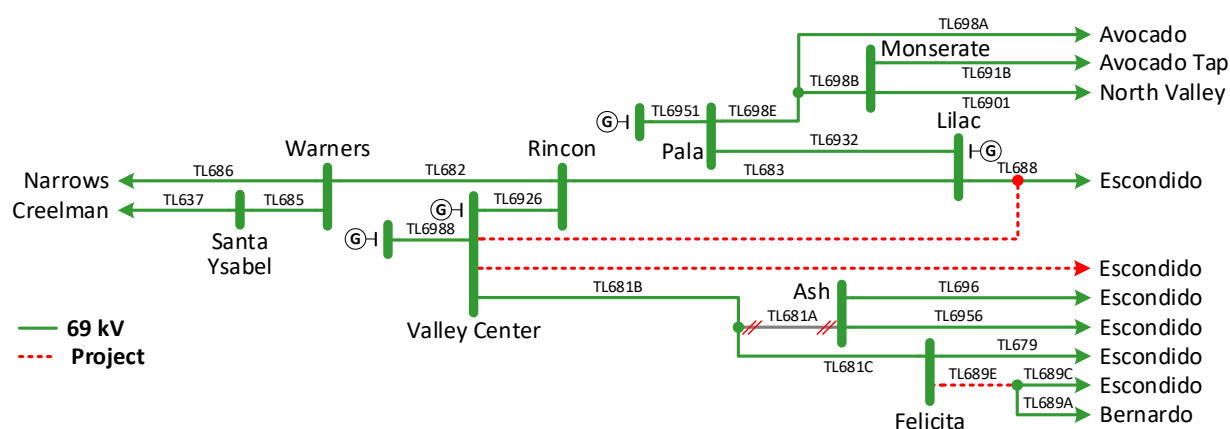 TL698A
Avocado
Monserate
Avocado Tap
TL691B
TL698B
North Valley
TL6901
TL6951
TL698E
G
Lilac
Warners
Rincon
Pala
TL6932
G
TL686
TL682
TL683
TL688
Narrows
Escondido
Creelman
TL637
TL685
G
TL6926
Santa
Ysabel
G
TL6988
Escondido
TL681B
Ash
TL696
Escondido
Valley Center
TL681A
TL6956
Escondido
69 kV
Project
TL681C
TL679
Escondido
TL689E
TL689C
Escondido
TL689A
Bernardo
Felicita